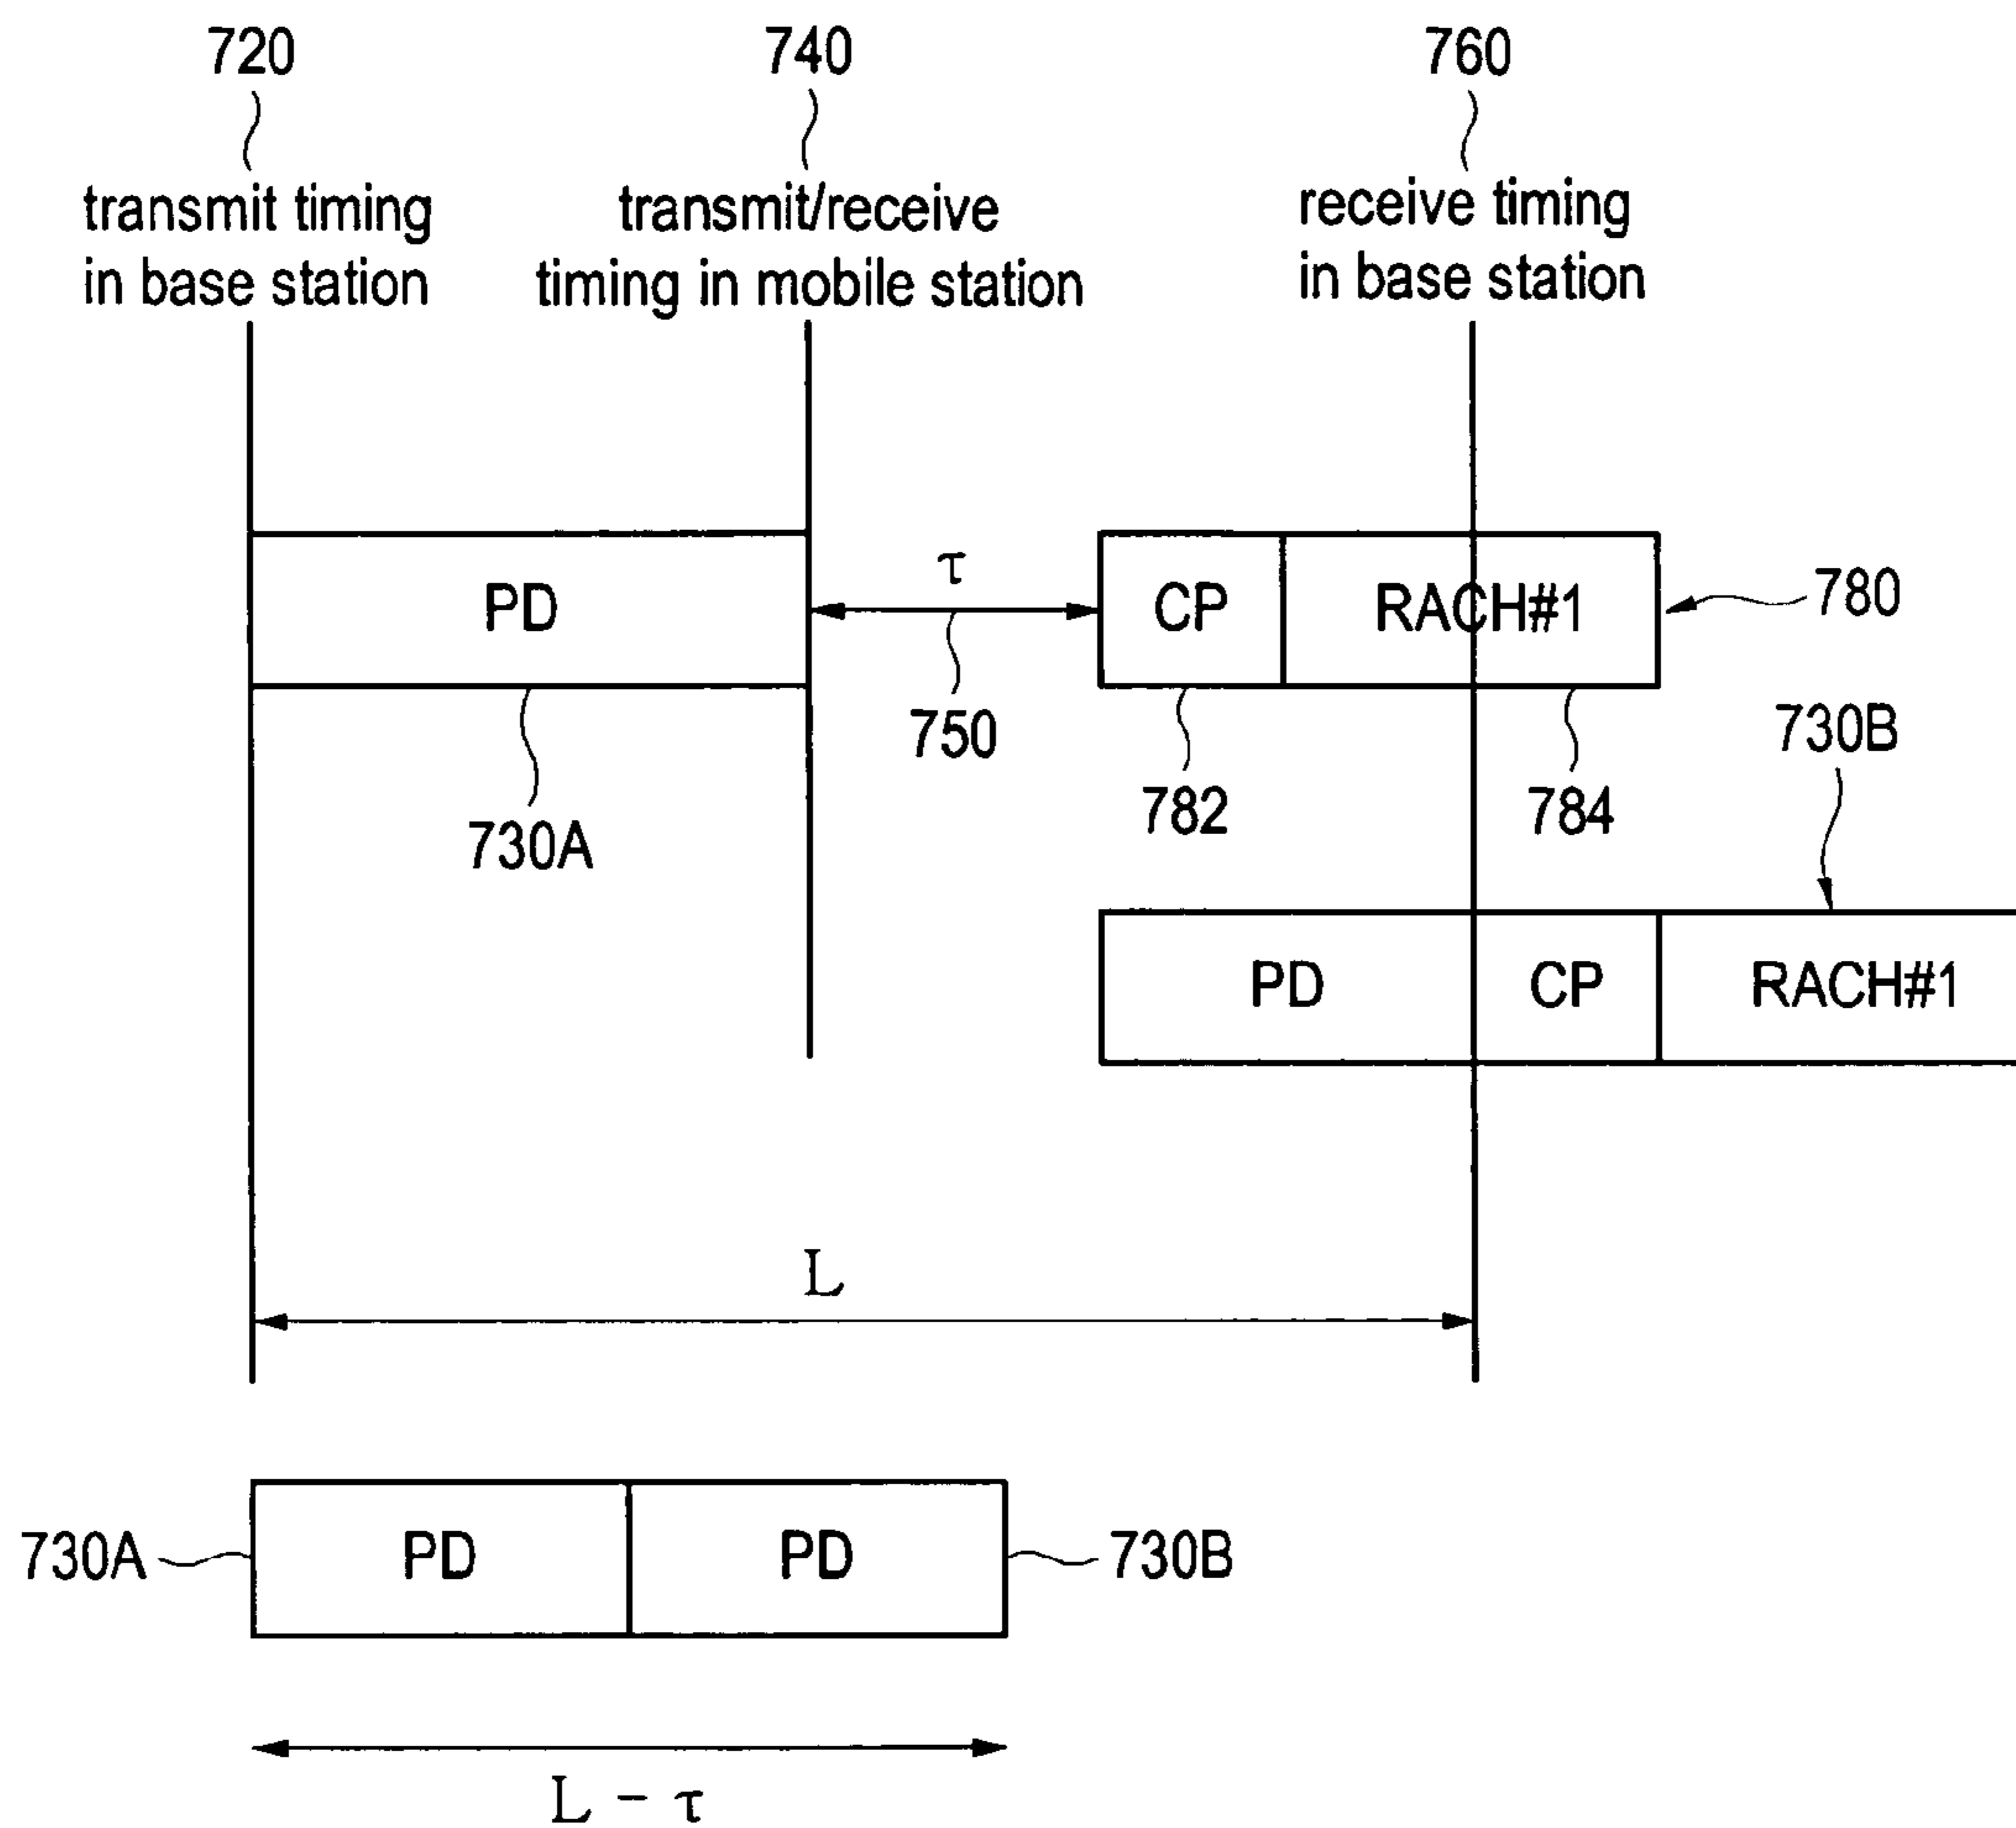 720
740
760
transmit timing
in base station
transmit/receive
timing in mobile station
receive timing
in base station
PD
τ
CP
RACH#1
780
750
730A
782
784
730B
PD
CP
RACH#1
L
730A
PD
PD
730B
L - τ